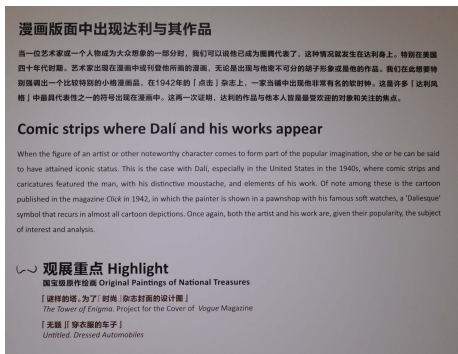 漫画版面中出现达利与其作品
当一位艺术家或一个人物成为大众想象的一部分时，我们可以说他已成为图腾代表了，这种情况就发生在达利身上。特别在美国
四十年代时期。艺术家出现在漫画中或刊登他所画的漫画，无论是出现与他密不可分的胡子形象或是他的作品。我们在此想要特
别强调出一个比较特别的小格漫画品，在1942年的「点击」杂志上，一家当铺中出现他非常有名的软时钟。这是许多「达利风
格」中最具代表性之一的符号出现在漫画中。这再一次证明，达利的作品与他本人皆是最受欢迎的对象和关注的焦点。
Comic strips where Dalí and his works appear
When the figure of an artist or other noteworthy character comes to form part of the popular imagination, she or he can be said
to have attained iconic status. This is the case with Dalí, especially in the United States in the 1940s, where comic strips and
caricatures featured the man, with his distinctive moustache, and elements of his work. Of note among these is the cartoon
published in the magazine Click in 1942, in which the painter is shown in a pawnshop with his famous soft watches, a 'Daliesque'
symbol that recurs in almost all cartoon depictions. Once again, both the artist and his work are, given their popularity, the subject
of interest and analysis.
观展重点 Highlight
国宝级原作绘画 Original Paintings of National Treasures
「谜样的塔。为了「时尚」杂志封面的设计图」
The Tower of Enigma. Project for the Cover of Vogue Magazine
「无题」「穿衣服的车子」
Untitled. Dressed Automobiles